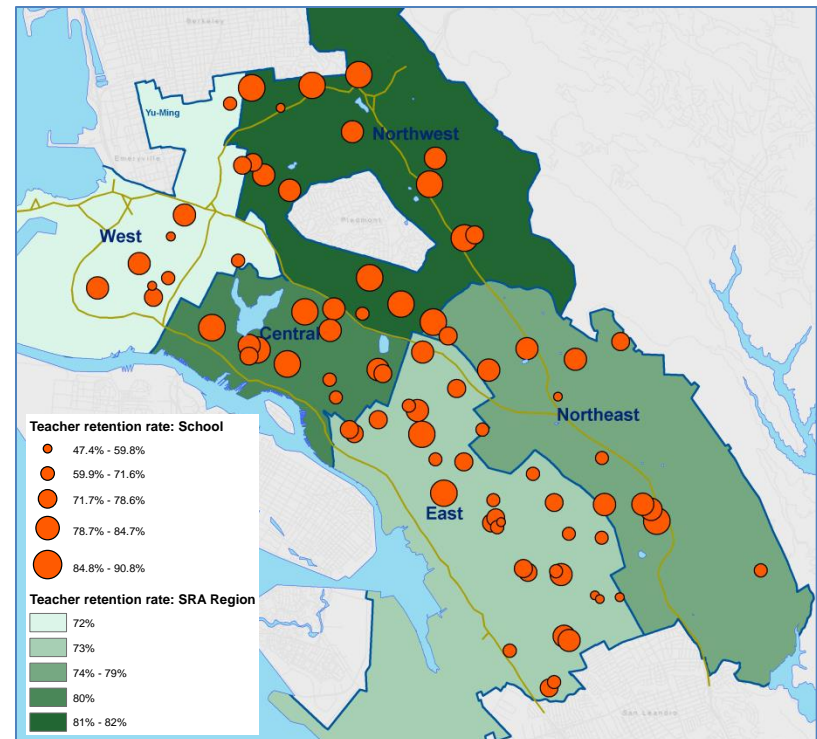 Berkeley
Yu-Ming
Northwest
Emeryville
Piedmont
West
Central
Northeast
East
San Leandro
Teacher retention rate: School
47.4% - 59.8%
59.9% - 71.6%
71.7% - 78.6%
78.7% - 84.7%
84.8% - 90.8%
Teacher retention rate: SRA Region
72%
73%
74% - 79%
80%
81% - 82%